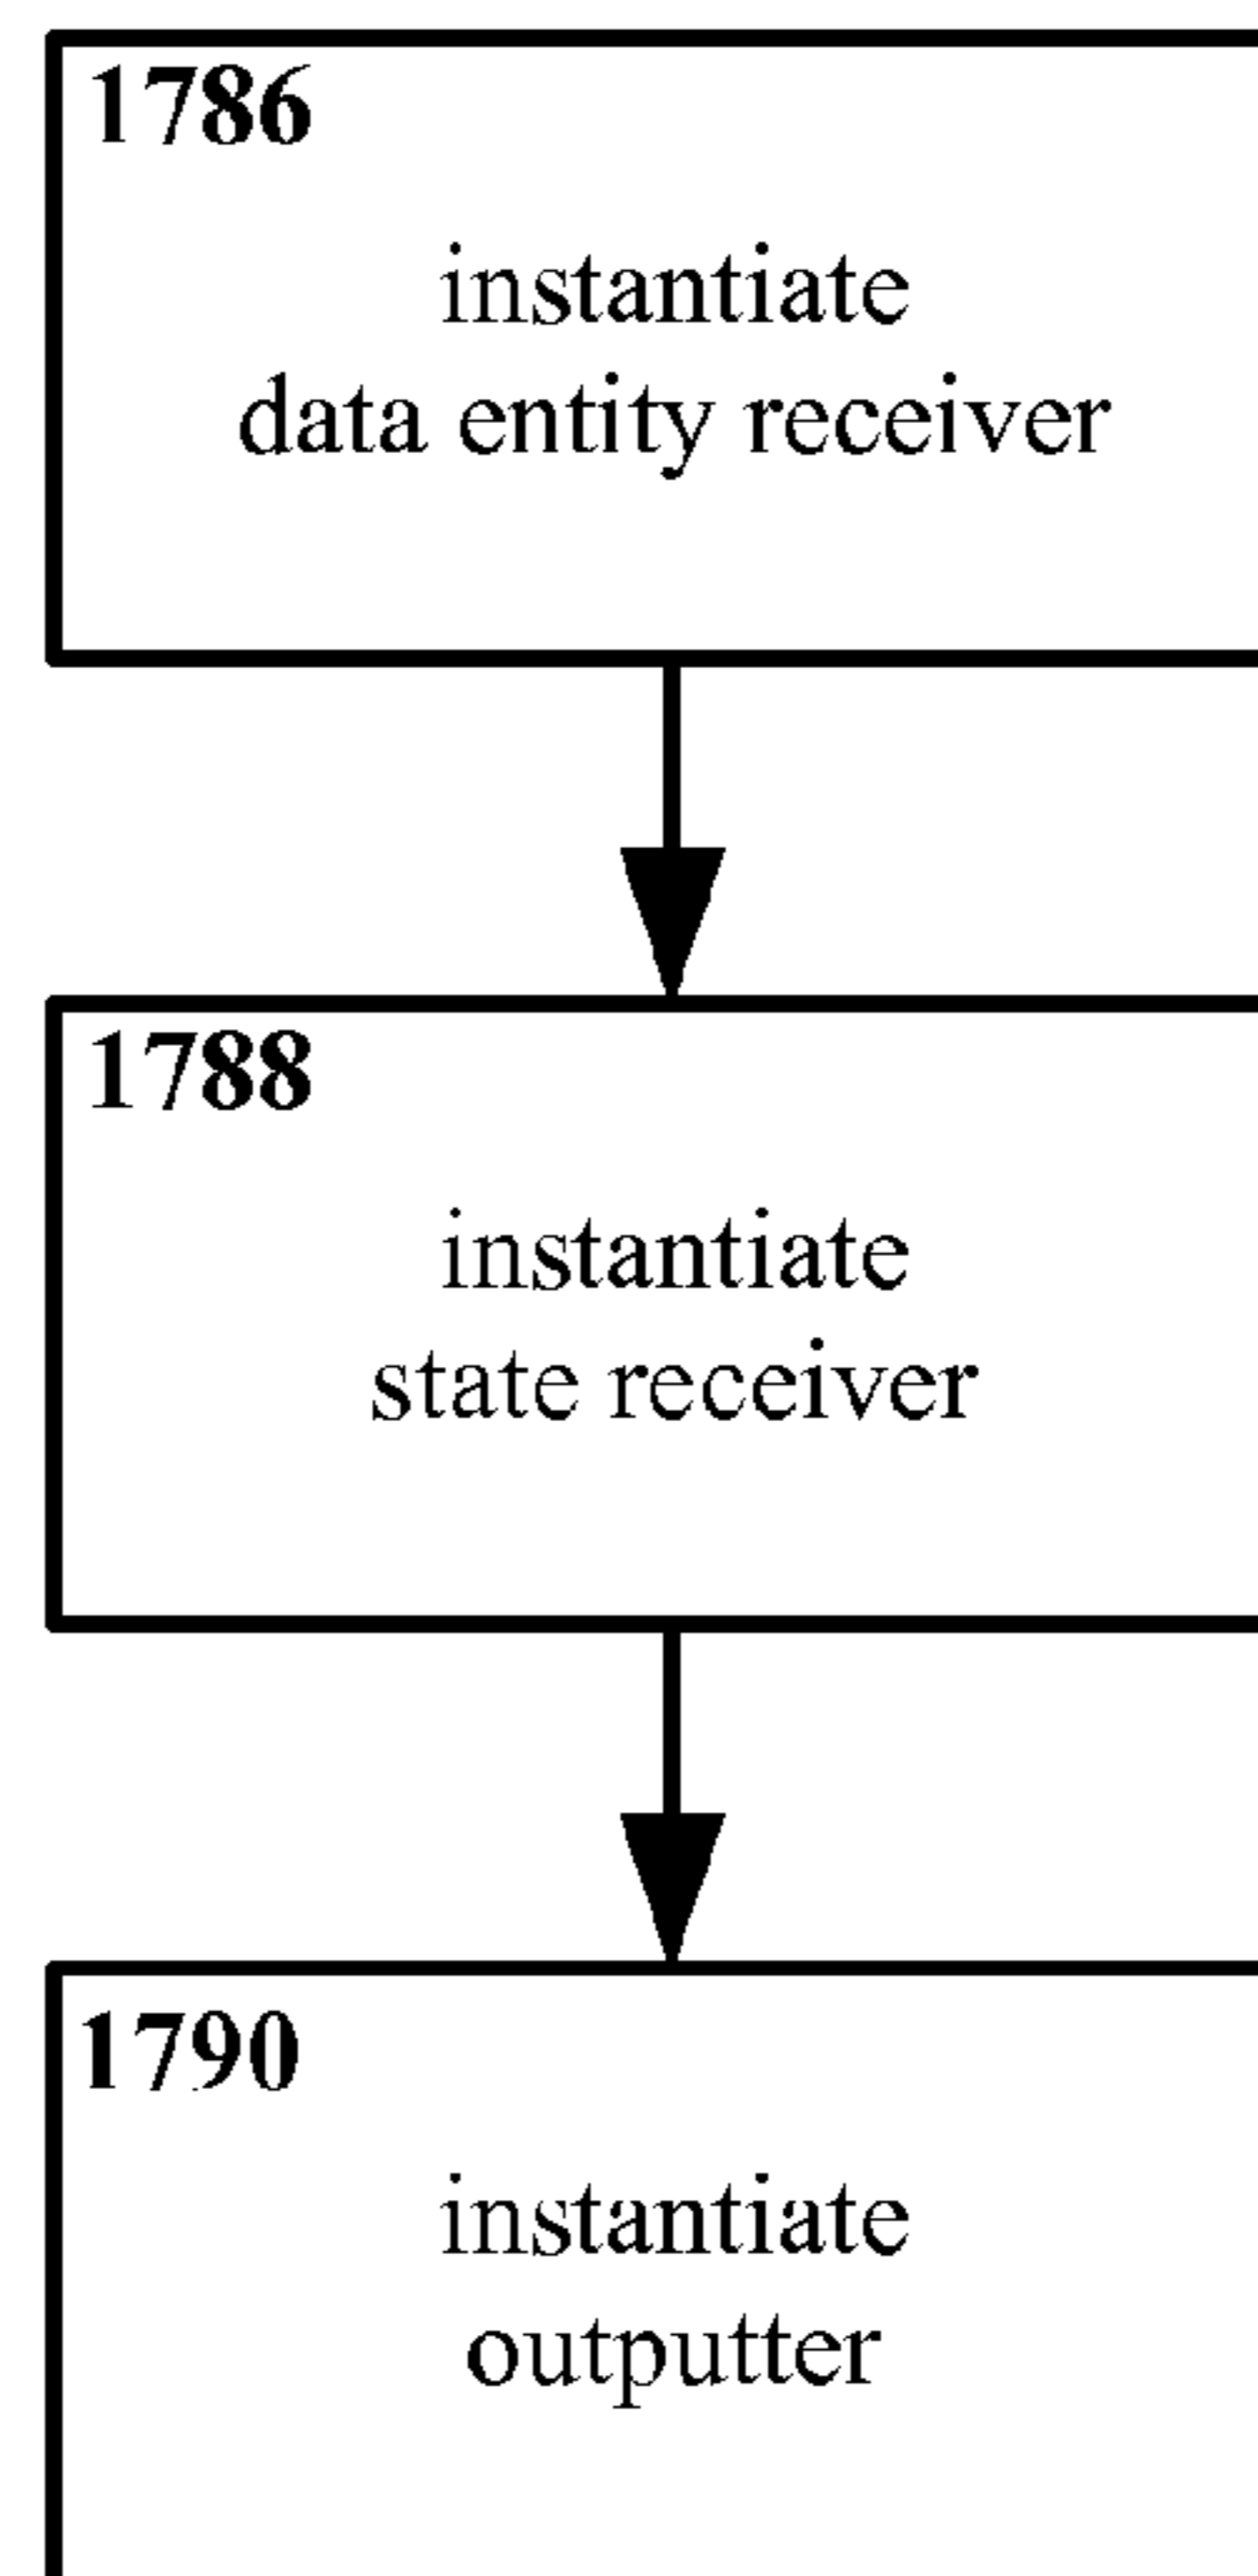 1786
instantiate
data entity receiver
1788
instantiate
state receiver
1790
instantiate
outputter